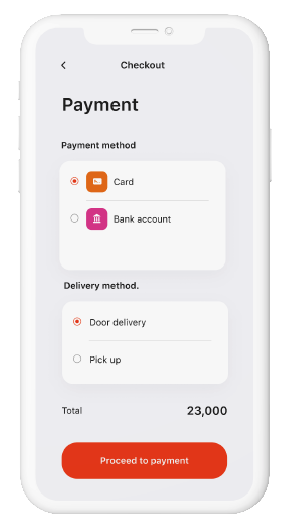 Checkout
Payment
Payment method
Card
Bank account
Delivery method.
Door delivery
Pick up
Total 23,000
Proceed to payment